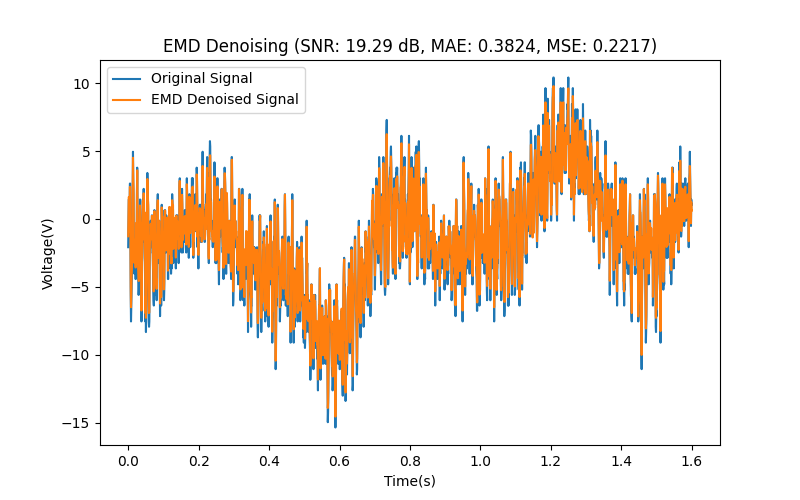 EMD Denoising (SNR: 19.29 dB, MAE: 0.3824, MSE: 0.2217)
Original Signal
EMD Denoised Signal
10
5
0
−5
−10
−15
Voltage(V)
0.0 0.2 0.4 0.6 0.8 1.0 1.2 1.4 1.6
Time(s)